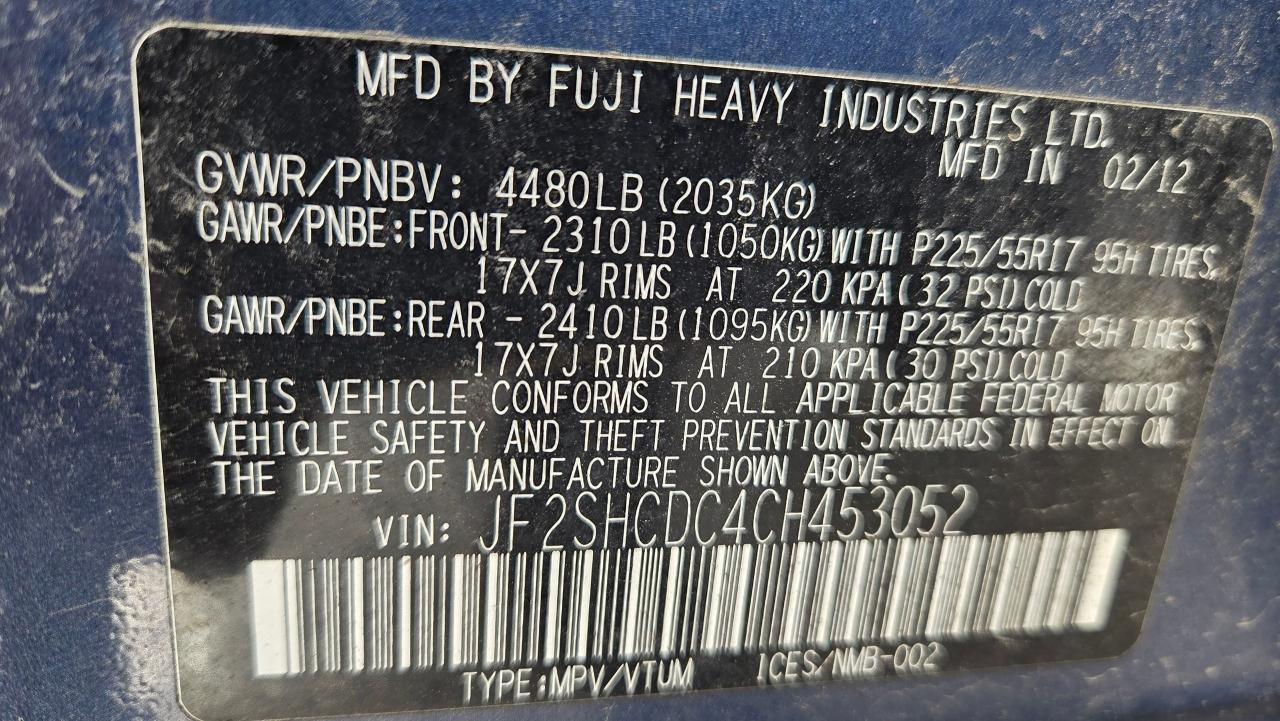 MFD BY FUJI HEAVY INDUSTRIES LTD.
MFD IN 02/12
GVWR/PNBV: 4480LB (2035KG)
GAWR/PNBE:FRONT- 2310LB (1050KG) WITH P225/55R17 95H TIRES,
17X7J RIMS AT 220 KPA (32 PSI) COLD
GAWR/PNBE:REAR - 2410LB (1095KG) WITH P225/55R17 95H TIRES,
17X7J RIMS AT 210 KPA (30 PSI) COLD
THIS VEHICLE CONFORMS TO ALL APPLICABLE FEDERAL MOTOR
VEHICLE SAFETY AND THEFT PREVENTION STANDARDS IN EFFECT ON
THE DATE OF MANUFACTURE SHOWN ABOVE.
VIN: JF2SHCDC4CH453052
TYPE:MPV/VTUM ICES/NMB-002